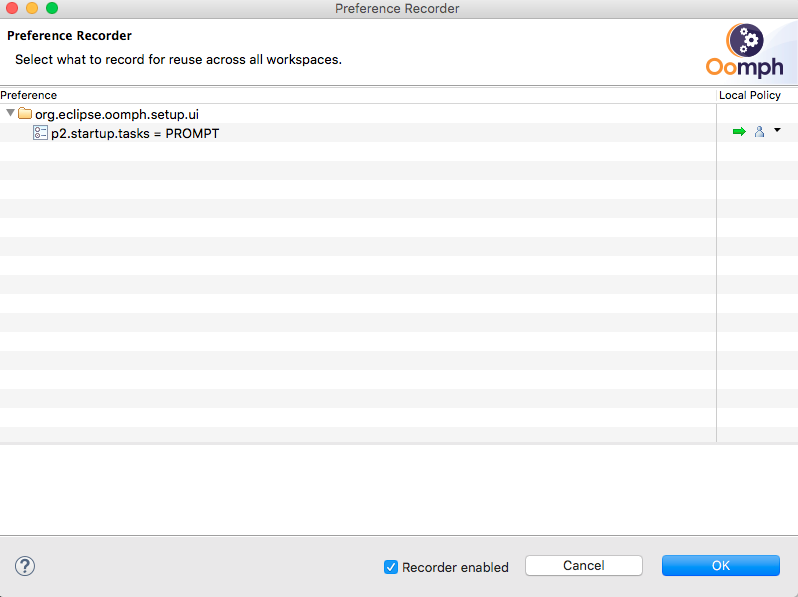 Preference Recorder
Preference Recorder
Select what to record for reuse across all workspaces.
Oomph
Preference Local Policy
org.eclipse.oomph.setup.ui
p2.startup.tasks = PROMPT
? Recorder enabled Cancel OK